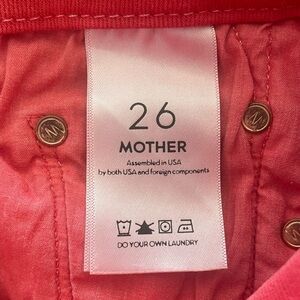 26
MOTHER
Assembled in USA
by both USA and foreign components
DO YOUR OWN LAUNDRY